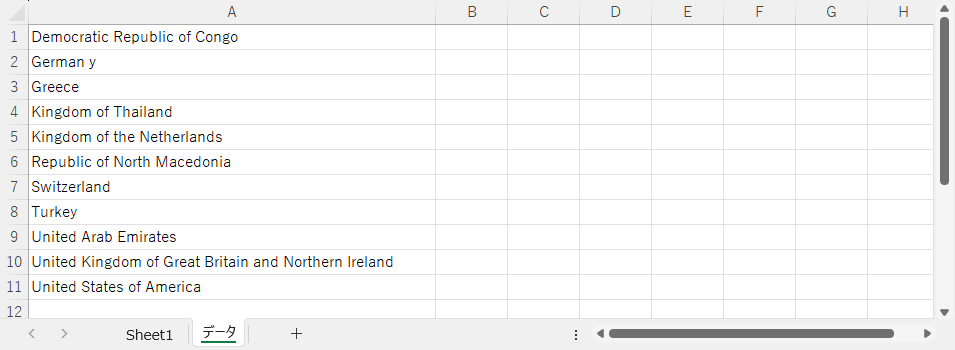 A B C D E F G H
1 Democratic Republic of Congo
2 German y
3 Greece
4 Kingdom of Thailand
5 Kingdom of the Netherlands
6 Republic of North Macedonia
7 Switzerland
8 Turkey
9 United Arab Emirates
10 United Kingdom of Great Britain and Northern Ireland
11 United States of America
12
Sheet1 データ